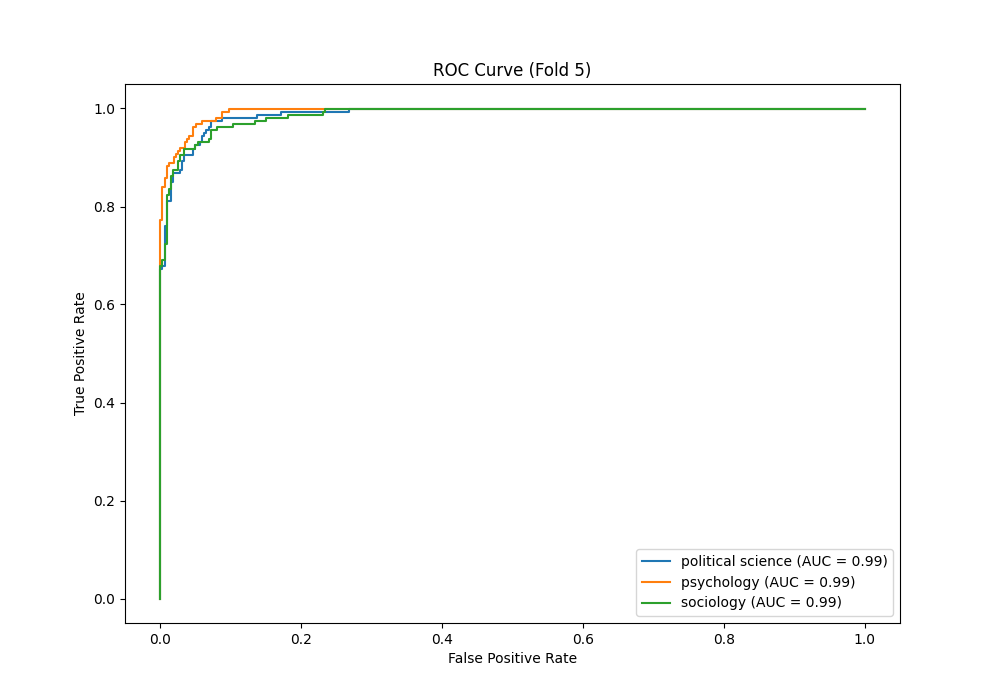 ROC Curve (Fold 5)
True Positive Rate
1.0
0.8
0.6
0.4
0.2
0.0
political science (AUC = 0.99)
psychology (AUC = 0.99)
sociology (AUC = 0.99)
0.0 0.2 0.4 0.6 0.8 1.0
False Positive Rate